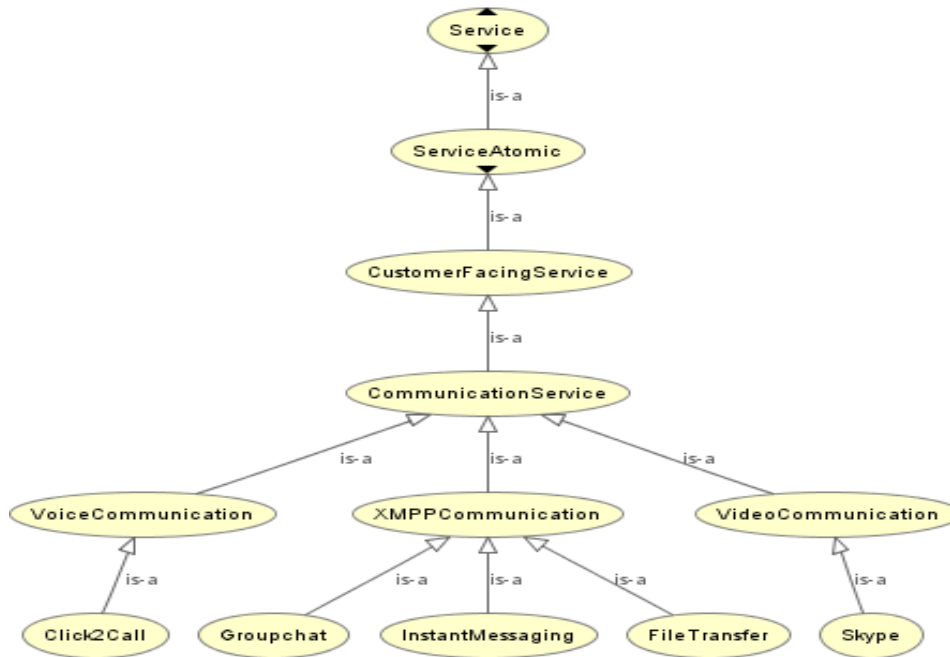 Service
is-a
ServiceAtomic
is-a
CustomerFacingService
is-a
CommunicationService
is-a is-a is-a
VoiceCommunication XMPPCommunication VideoCommunication
is-a is-a is-a is-a is-a
Click2Call Groupchat InstantMessaging FileTransfer Skype